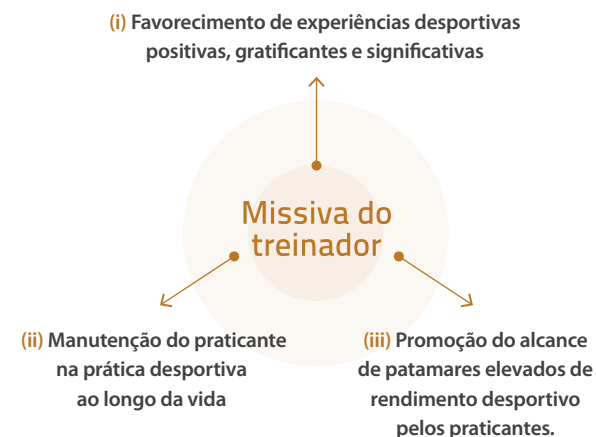 (i) Favorecimento de experiências desportivas
positivas, gratificantes e significativas
Missiva do
treinador
(ii) Manutenção do praticante
na prática desportiva
ao longo da vida
(iii) Promoção do alcance
de patamares elevados de
rendimento desportivo
pelos praticantes.